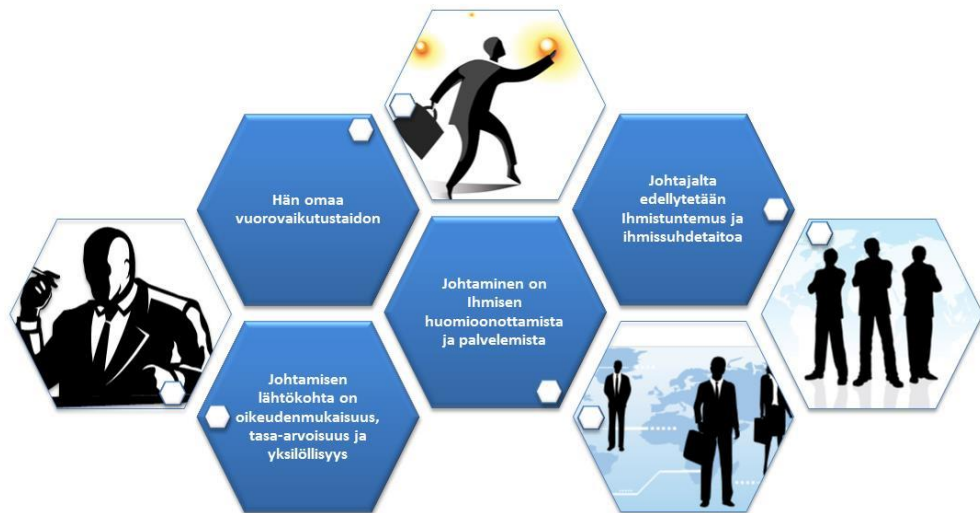 Hän omaa
vuorovaikutustaidon
Johtajalta
edellytetään
Ihmistuntemus ja
ihmissuhdetaitoa
Johtaminen on
Ihmisen
huomioonottamista
ja palvelemista
Johtamisen
lähtökohta on
oikeudenmukaisuus,
tasa-arvoisuus ja
yksilöllisyys